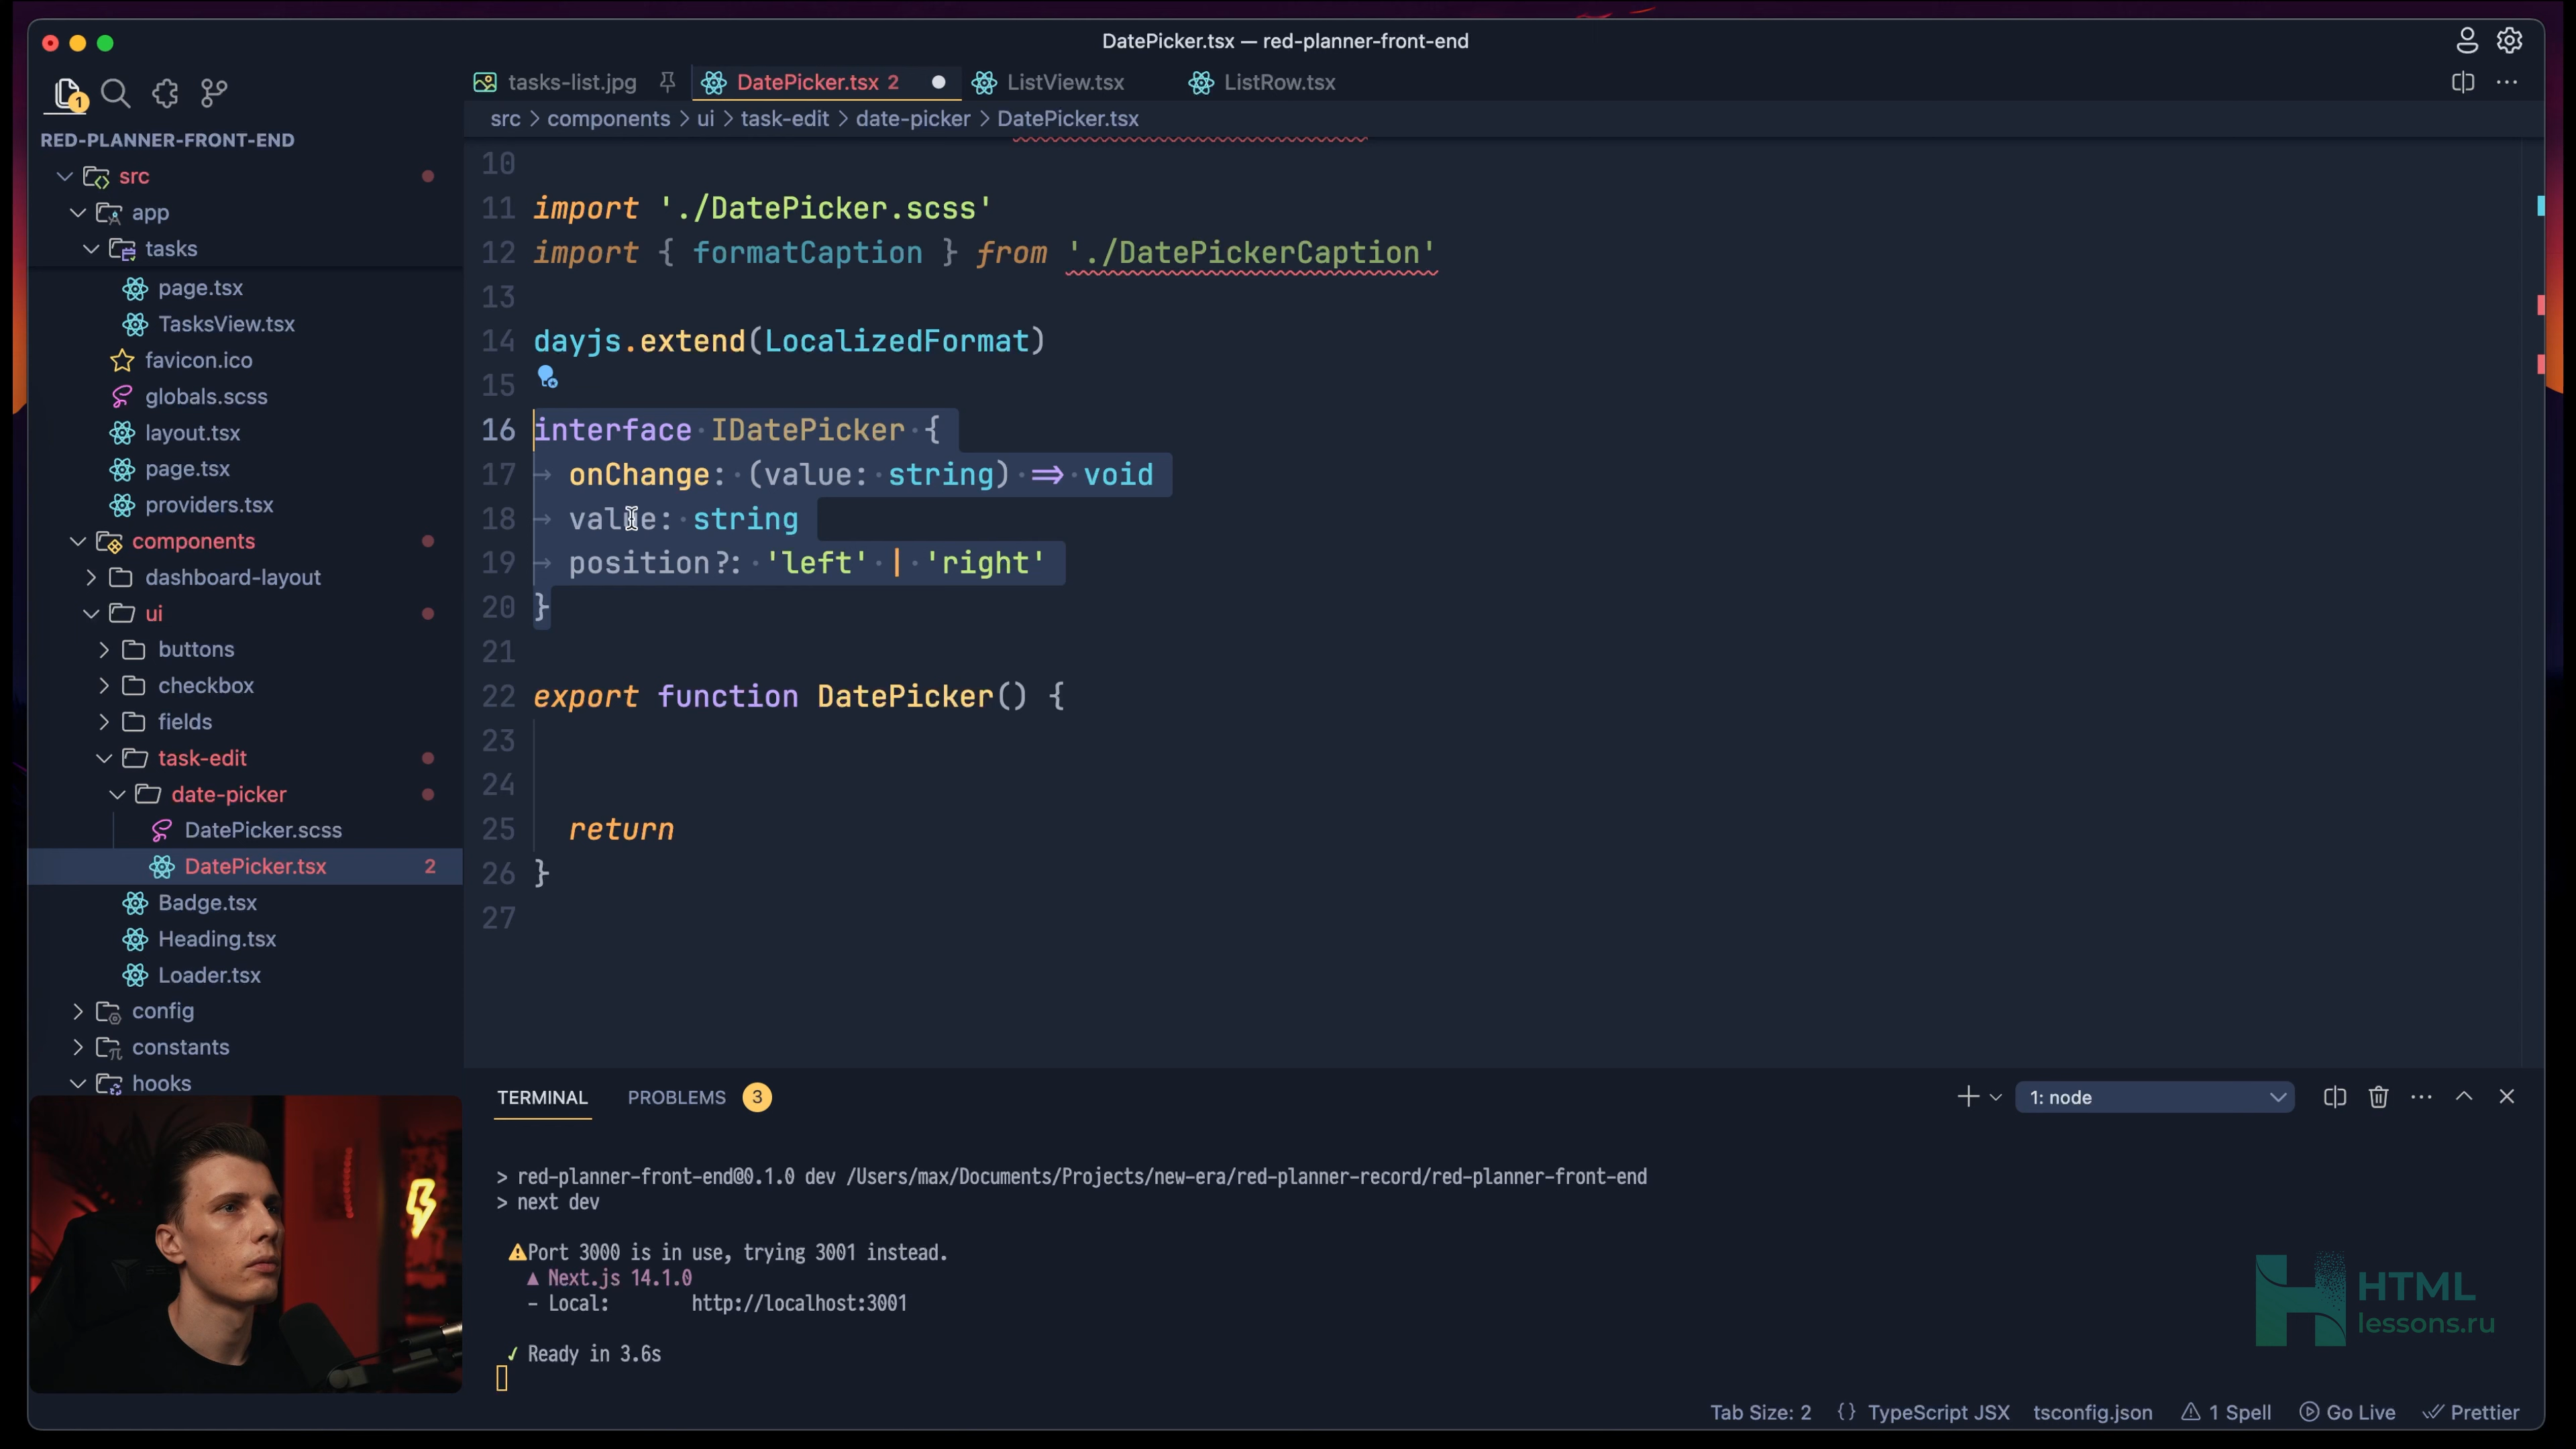 DatePicker.tsx — red-planner-front-end
1
tasks-list.jpg
DatePicker.tsx 2
ListView.tsx
ListRow.tsx
RED-PLANNER-FRONT-END
src > components > ui > task-edit > date-picker > DatePicker.tsx
src
app
tasks
page.tsx
TasksView.tsx
favicon.ico
globals.scss
layout.tsx
page.tsx
providers.tsx
components
dashboard-layout
ui
buttons
checkbox
fields
task-edit
date-picker
DatePicker.scss
DatePicker.tsx 2
Badge.tsx
Heading.tsx
Loader.tsx
config
constants
hooks
10
11 import './DatePicker.scss'
12 import { formatCaption } from './DatePickerCaption'
13
14 dayjs.extend(LocalizedFormat)
15
16 interface IDatePicker {
17 onChange: (value: string) => void
18 value: string
19 position?: 'left' | 'right'
20 }
21
22 export function DatePicker() {
23
24
25 return
26 }
27
TERMINAL PROBLEMS 3
1: node
> red-planner-front-end@0.1.0 dev /Users/max/Documents/Projects/new-era/red-planner-record/red-planner-front-end
> next dev
⚠Port 3000 is in use, trying 3001 instead.
▲ Next.js 14.1.0
- Local: http://localhost:3001
✓ Ready in 3.6s
HTML
lessons.ru
Tab Size: 2 {} TypeScript JSX tsconfig.json 1 Spell Go Live Prettier